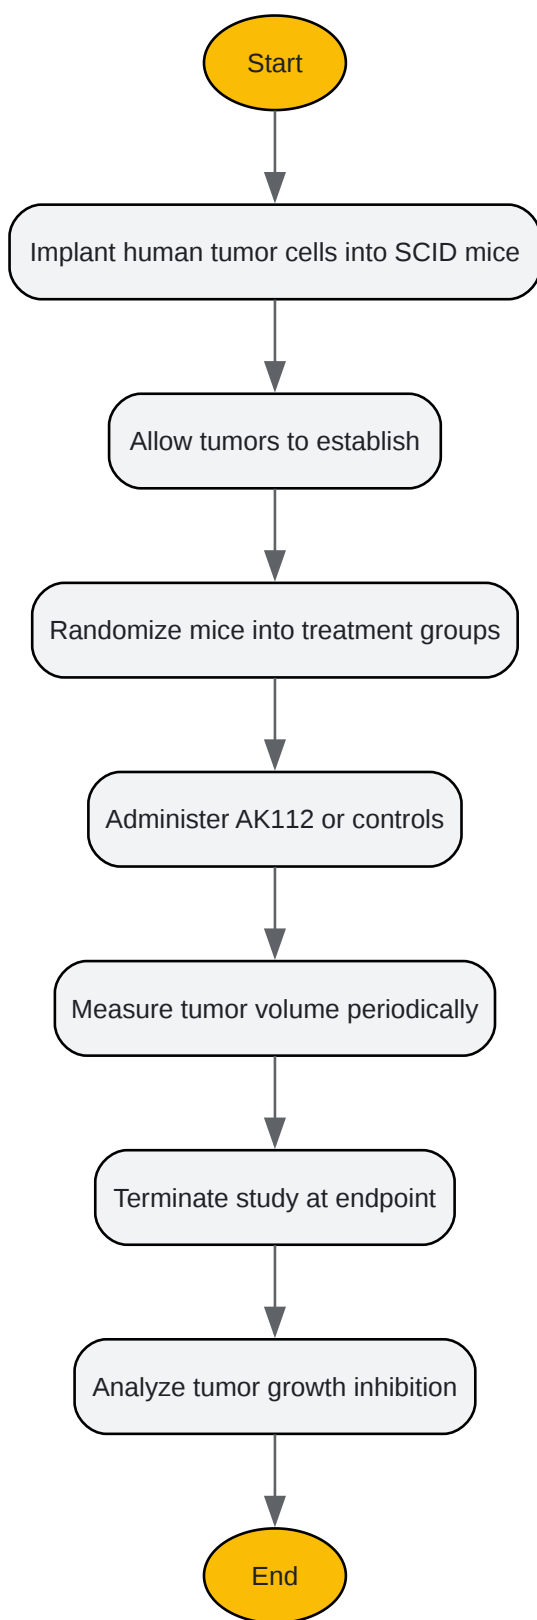 Start
Implant human tumor cells into SCID mice
Allow tumors to establish
Randomize mice into treatment groups
Administer AK112 or controls
Measure tumor volume periodically
Terminate study at endpoint
Analyze tumor growth inhibition
End